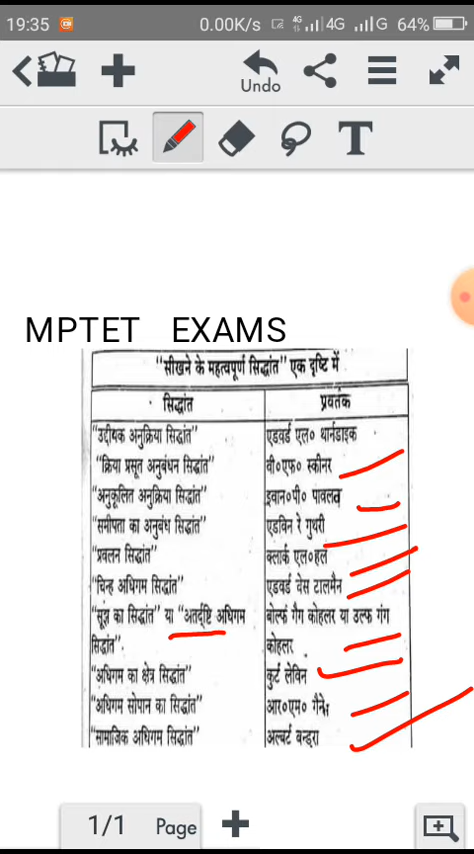 19:35 0.00K/s 4G 4G G 64%
Undo
T
MPTET EXAMS
"सीखने के महत्वपूर्ण सिद्धांत" एक दृष्टि में
सिद्धांत प्रवर्तक
"उद्दीपक अनुक्रिया सिद्धांत" एडवर्ड एल० थार्नडाइक
"क्रिया प्रसूत अनुबंधन सिद्धांत" वी०एफ० स्कीनर
"अनुकूलित अनुक्रिया सिद्धांत" इवान०पी० पावलव
"समीपता का अनुबंध सिद्धांत" एडविन रे गुथरी
"प्रवलन सिद्धांत" क्लार्क एल०हल
"चिन्ह अधिगम सिद्धांत" एडवर्ड चेस टालमैन
"सूझ का सिद्धांत" या "अतर्दृष्टि अधिगम बोल्फ गैग कोहलर या उल्फ गंग
सिद्धांत". कोहलर
"अधिगम का क्षेत्र सिद्धांत" कुर्ट लेविन
"अधिगम सोपान का सिद्धांत" आर०एम० गैने
"सामाजिक अधिगम सिद्धांत" अल्बर्ट बन्डूरा
1/1 Page